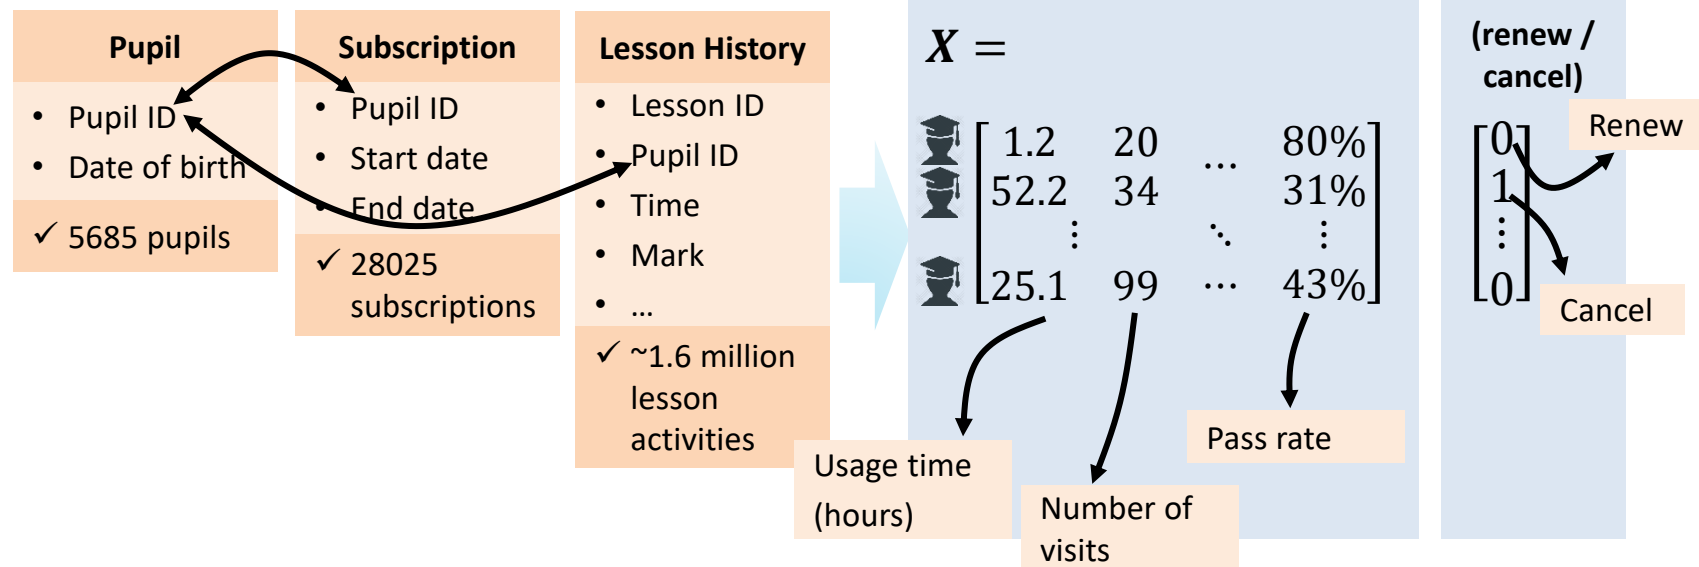 Pupil
• Pupil ID
• Date of birth
✓ 5685 pupils
Subscription
• Pupil ID
• Start date
• End date
✓ 28025
subscriptions
Lesson History
• Lesson ID
• Pupil ID
• Time
• Mark
• ...
✓ ~1.6 million
lesson
activities
X =
1.2 20 ... 80%
52.2 34 31%
⋮ ⋱ ⋮
25.1 99 ... 43%
Usage time
(hours)
Number of
visits
Pass rate
(renew /
cancel)
0
1
⋮
0
Renew
Cancel